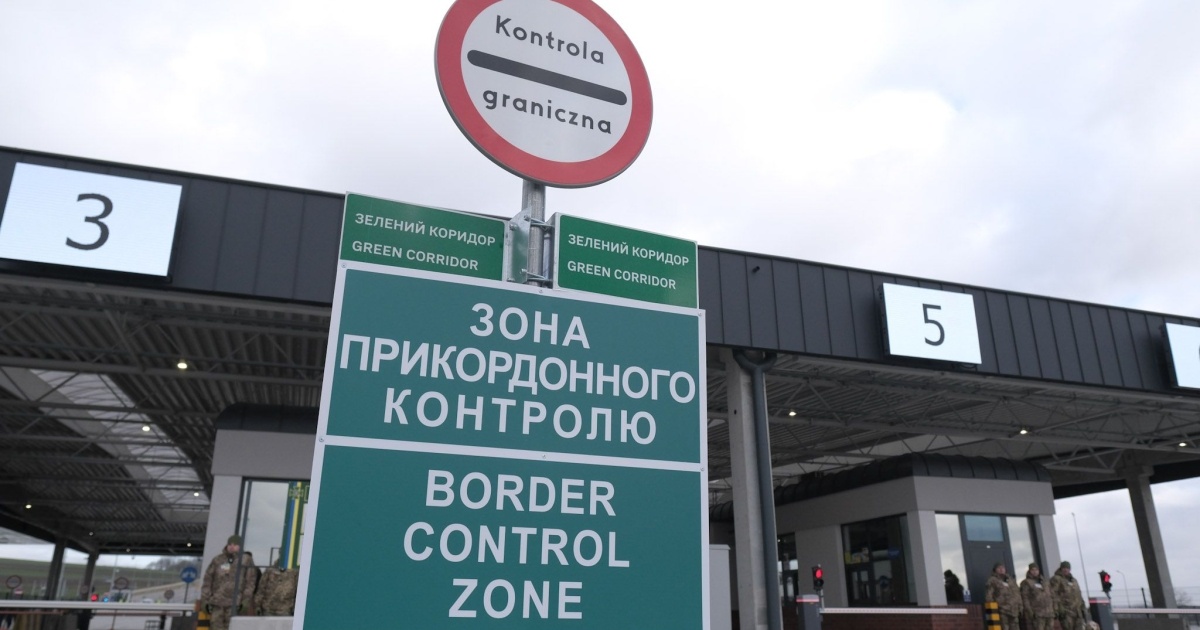 Kontrola
graniczna
3
ЗЕЛЕНИЙ КОРИДОР
GREEN CORRIDOR
ЗЕЛЕНИЙ КОРИДОР
GREEN CORRIDOR
5
ЗОНА
ПРИКОРДОННОГО
КОНТРОЛЮ
BORDER
CONTROL
ZONE